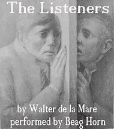 The Listeners
by Walter de la Mare
performed by Beag Horn